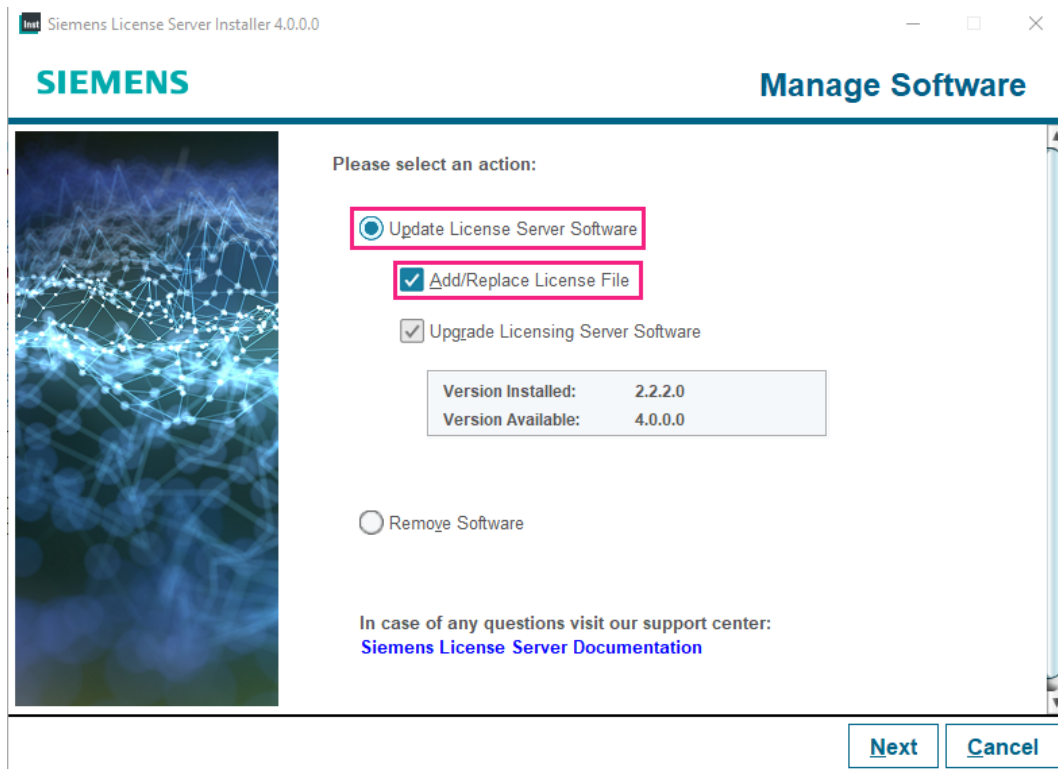 Inst Siemens License Server Installer 4.0.0.0
SIEMENS
Manage Software
Please select an action:
Update License Server Software
Add/Replace License File
Upgrade Licensing Server Software
Version Installed: 2.2.2.0
Version Available: 4.0.0.0
Remove Software
In case of any questions visit our support center:
Siemens License Server Documentation
Next Cancel